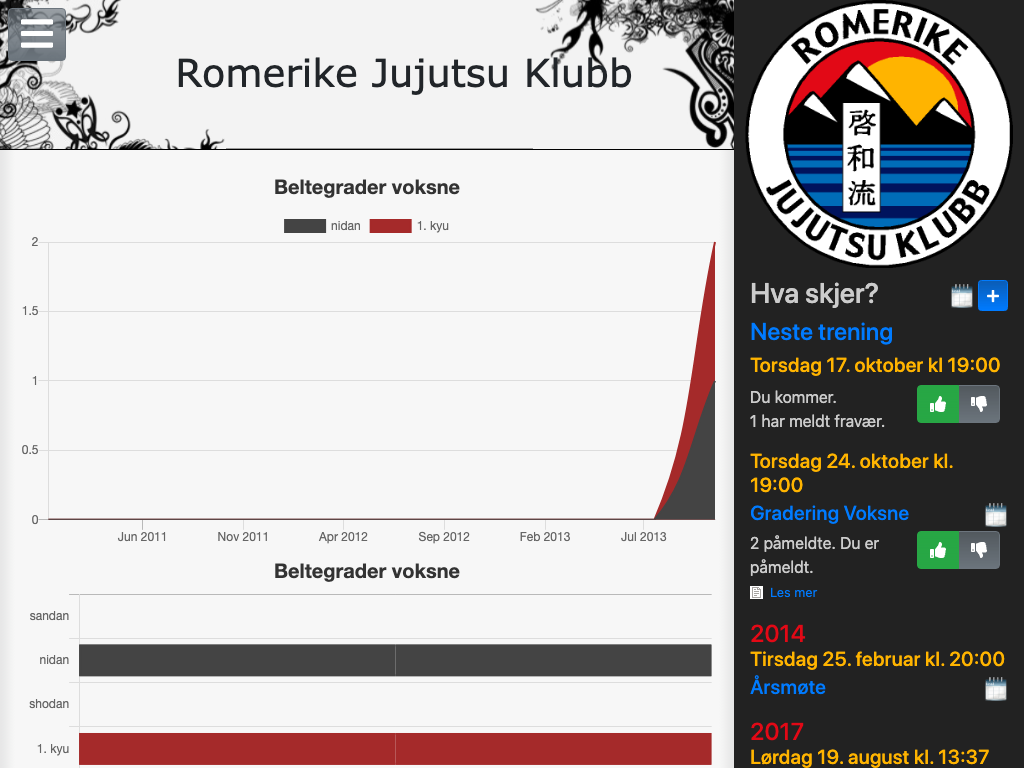 Romerike Jujutsu Klubb
Beltegrader voksne
nidan 1. kyu
2
1.5
1
0.5
0
Jun 2011 Nov 2011 Apr 2012 Sep 2012 Feb 2013 Jul 2013
Beltegrader voksne
sandan
nidan
shodan
1. kyu
ROMERIKE
啓和流
JUJUTSU KLUBB
Hva skjer?
+
Neste trening
Torsdag 17. oktober kl 19:00
Du kommer.
1 har meldt fravær.
Torsdag 24. oktober kl.
19:00
Gradering Voksne
2 påmeldte. Du er
påmeldt.
Les mer
2014
Tirsdag 25. februar kl. 20:00
Årsmøte
2017
Lørdag 19. august kl. 13:37